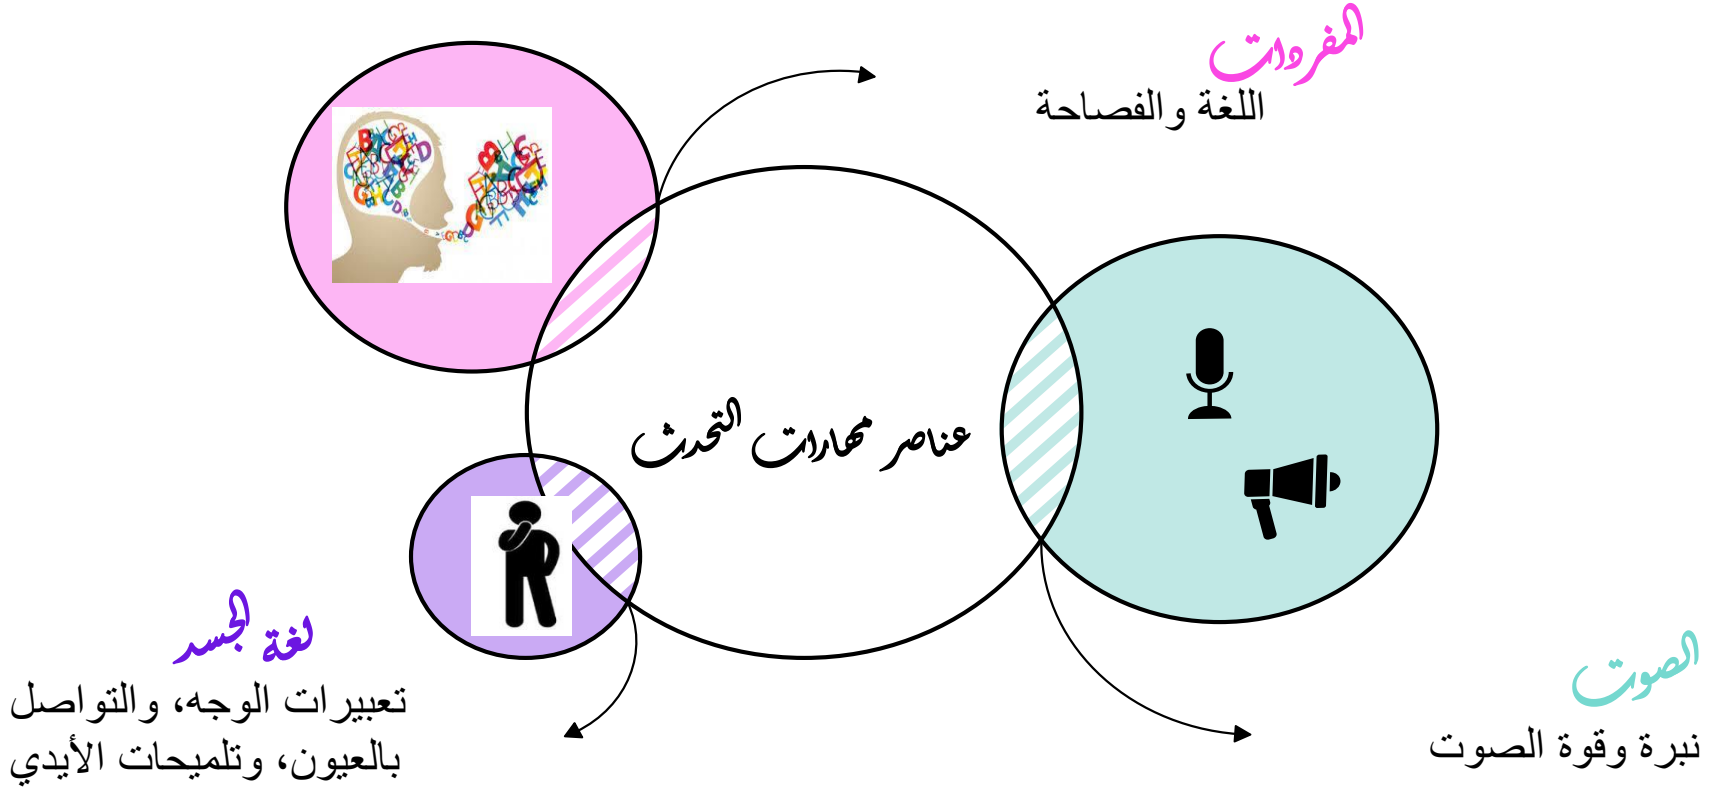 المفردات
اللغة والفصاحة
عناصر مهارات التحدث
الصوت
نبرة وقوة الصوت
لغة الجسد
تعبيرات الوجه، والتواصل
بالعيون، وتلميحات الأيدي